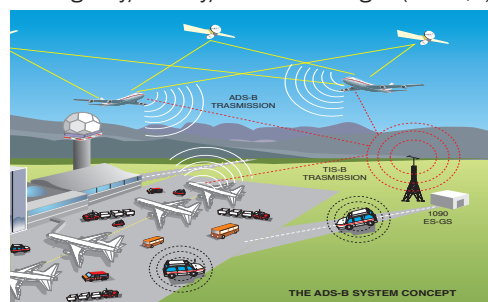 ADS-B
TRASMISSION
TIS-B
TRASMISSION
1090
ES-GS
THE ADS-B SYSTEM CONCEPT